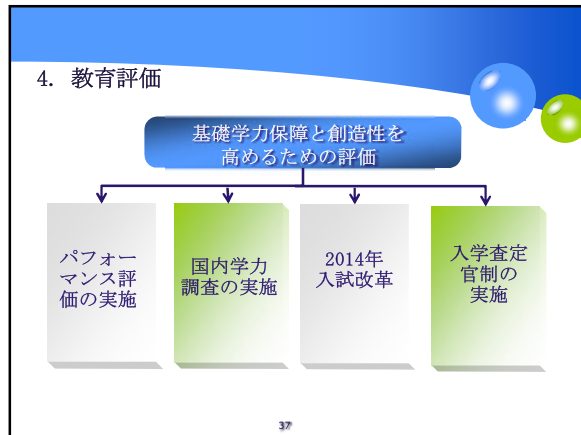 4. 教育評価
基礎学力保障と創造性を
高めるための評価
パフォー
マンス評
価の実施
国内学力
調査の実施
2014年
入試改革
入学査定
官制の
実施
37